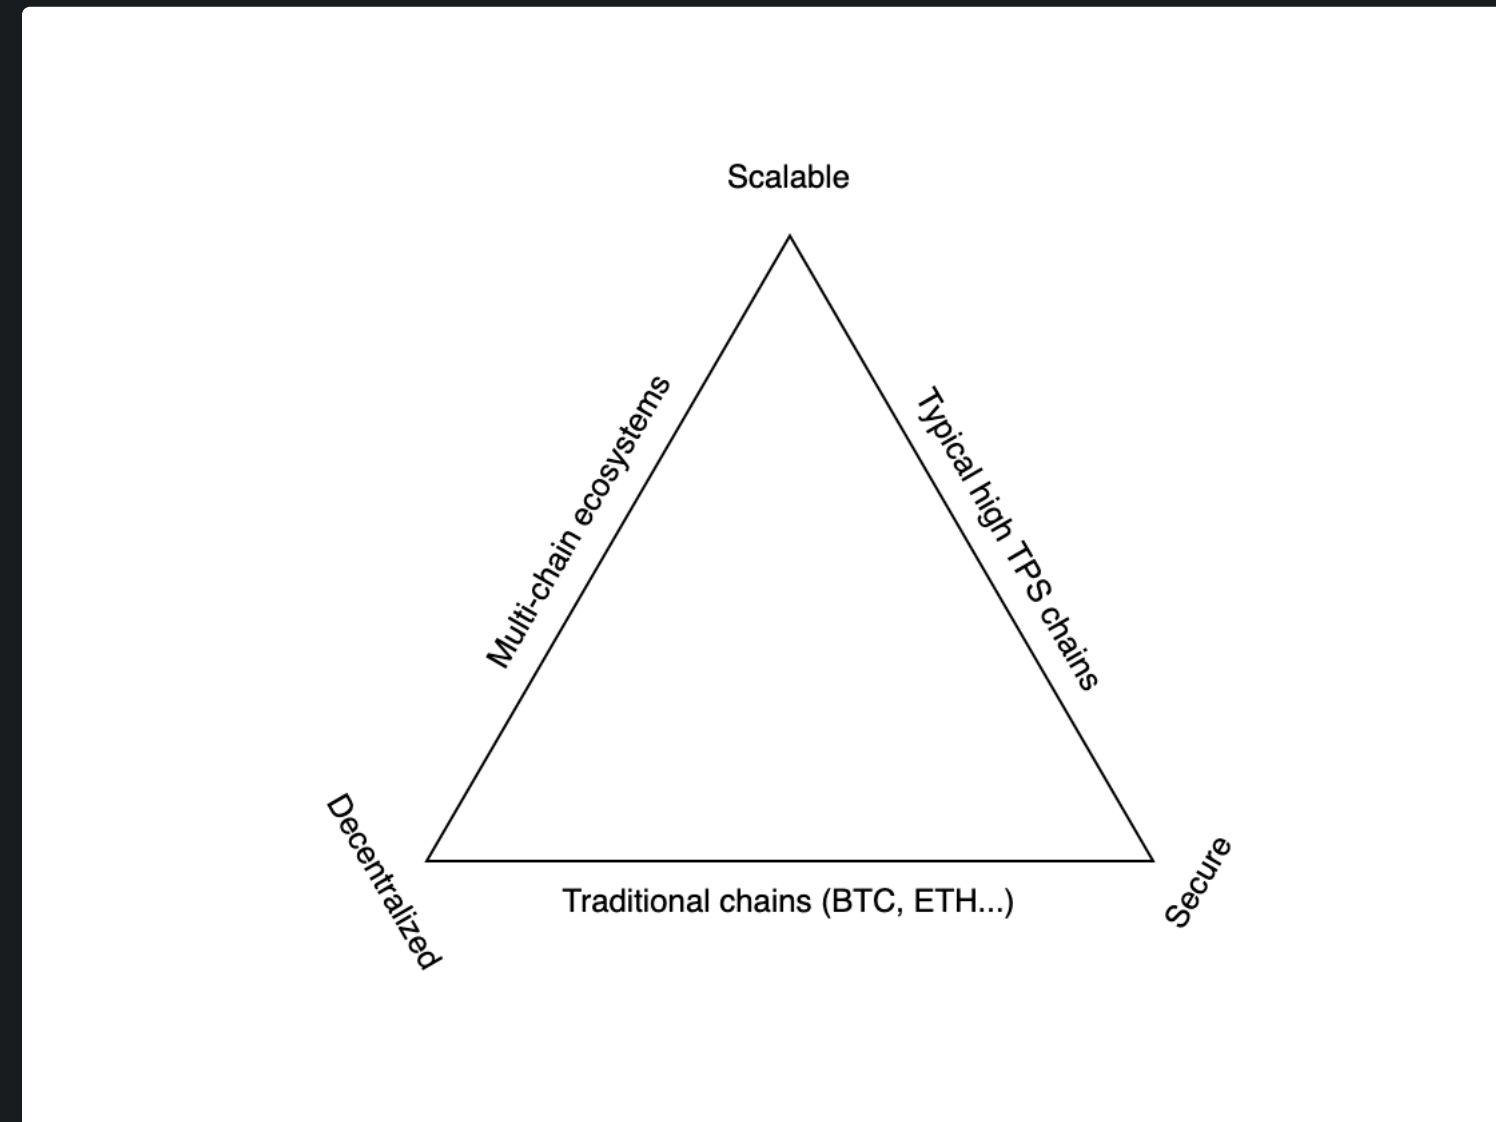 Scalable
Multi-chain ecosystems
Typical high TPS chains
Decentralized
Traditional chains (BTC, ETH...)
Secure